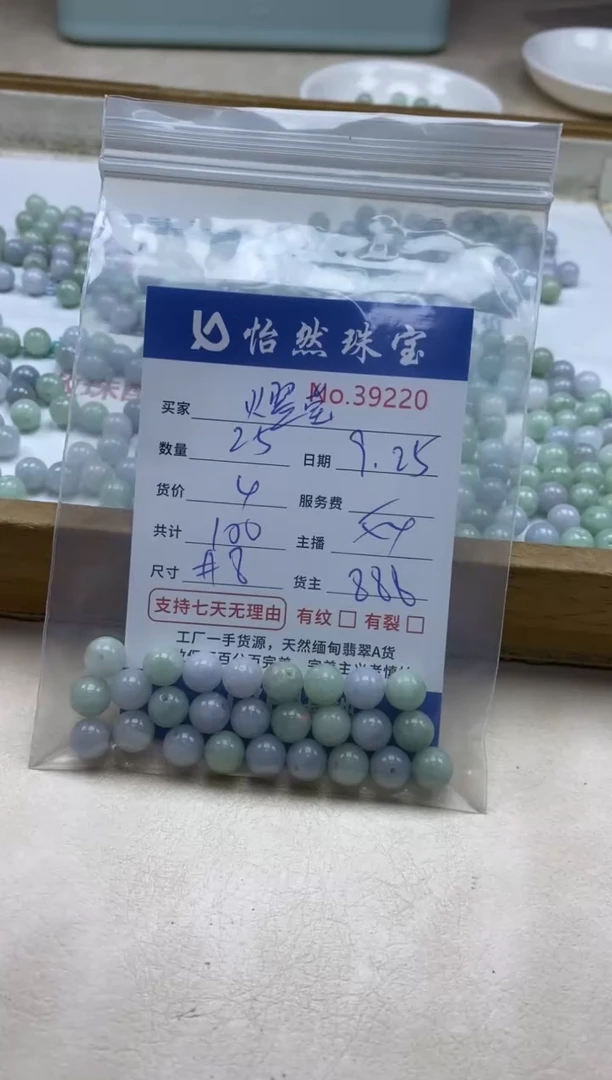 怡然珠宝
No.39220
买家
数量 25 日期 9.25
货价 4 服务费
共计 100 主播
尺寸 #8 货主 886
支持七天无理由 有纹 □ 有裂 □
工厂一手货源，天然缅甸翡翠A货